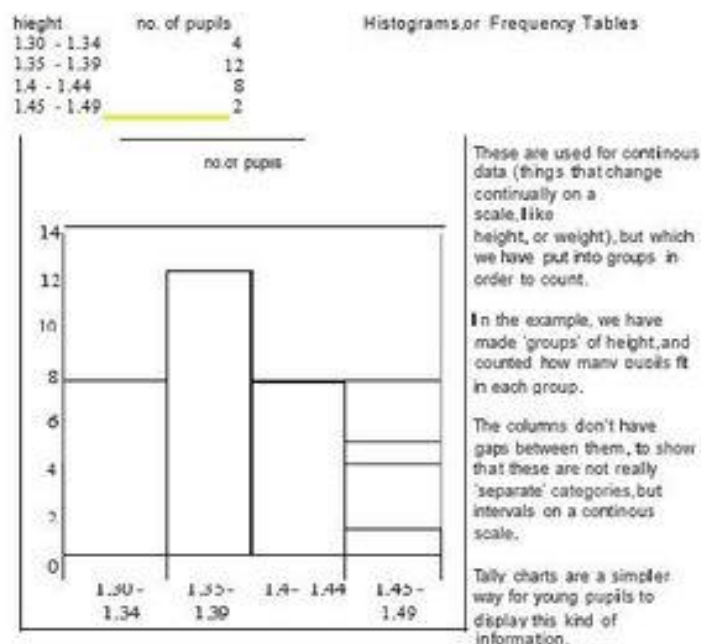 hieght no. of pupils
Histograms,or Frequency Tables
1.30 - 1.34 4
1.35 - 1.39 12
1.4 - 1.44 8
1.45 - 1.49 2
no.of pupils
14
12
10
8
6
4
2
0
1.30 - 1.35- 1.4- 1.44 1.45 -
1.34 1.39 1.49
These are used for continous
data (things that change
continually on a
scale,like
height, or weight),but which
we have put into groups in
order to count.
In the example, we have
made 'groups' of height,and
counted how many pupils fit
in each group.
The columns don't have
gaps between them, to show
that these are not really
'separate' categories,but
intervals on a continous
scale.
Tally charts are a simpler
way for young pupils to
display this kind of
information.